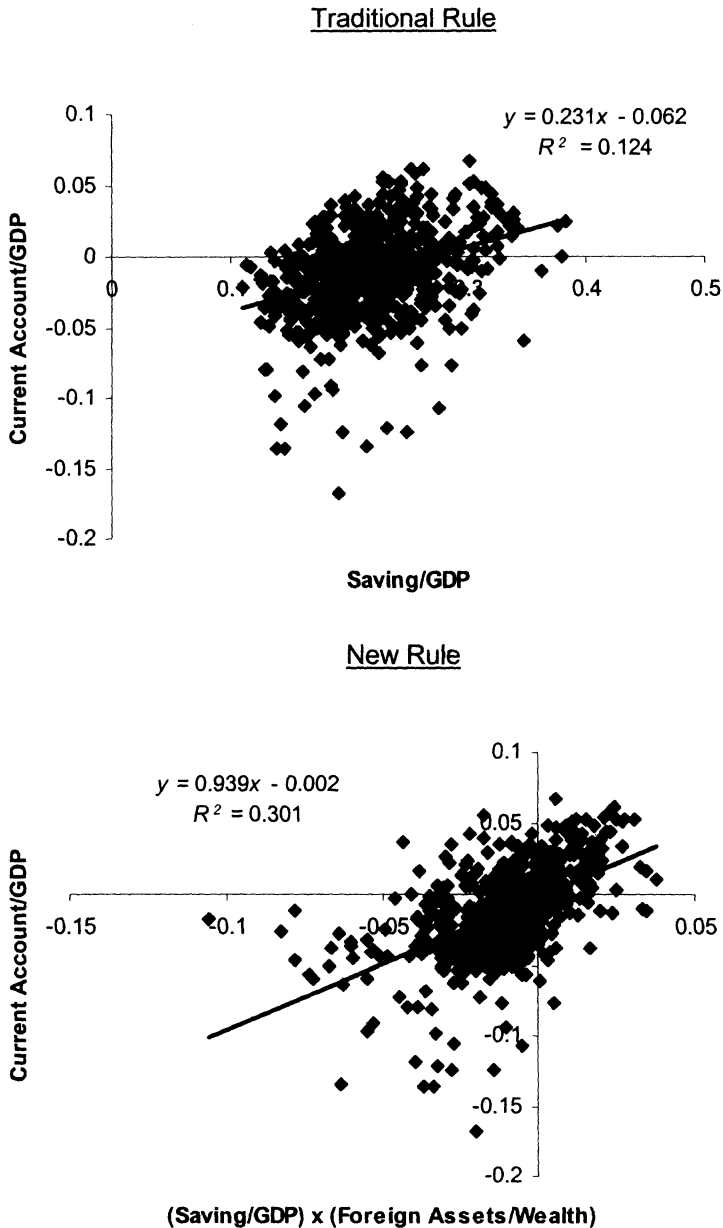 Traditional Rule
y = 0.231x - 0.062
R² = 0.124
0.1
0.05
0
-0.05
-0.1
-0.15
-0.2
0
0.4
0.5
Current Account/GDP
Saving/GDP
New Rule
y = 0.939x - 0.002
R² = 0.301
0.1
0.05
-0.15
-0.1
-0.05
0.05
-0.1
-0.15
-0.2
Current Account/GDP
(Saving/GDP) x (Foreign Assets/Wealth)